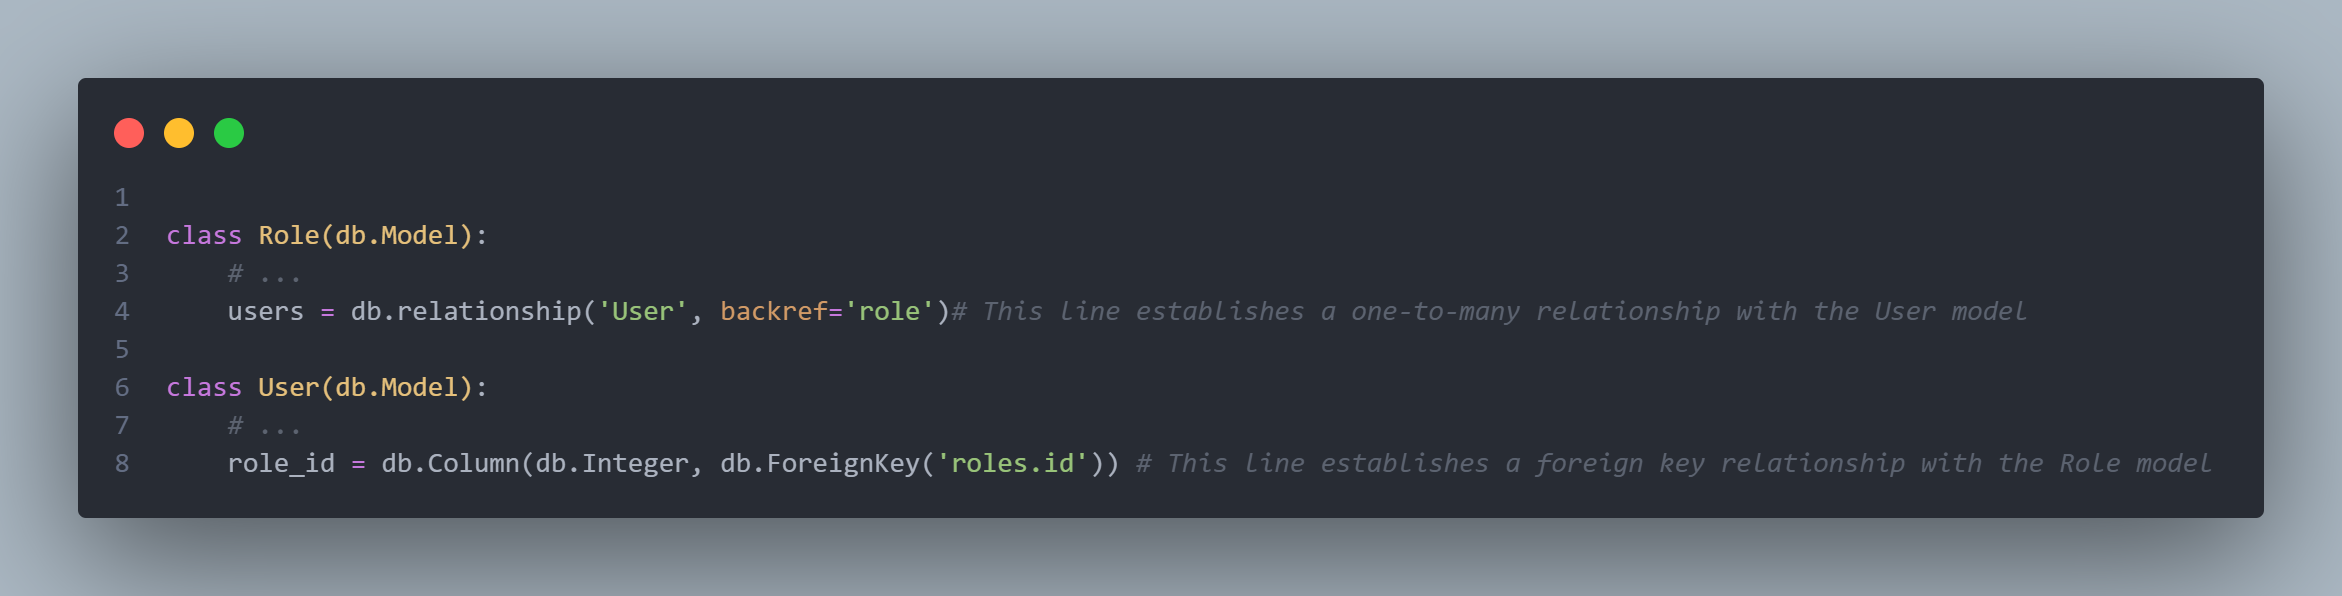 1
2 class Role(db.Model):
3     # ...
4     users = db.relationship('User', backref='role')# This line establishes a one-to-many relationship with the User model
5
6 class User(db.Model):
7     # ...
8     role_id = db.Column(db.Integer, db.ForeignKey('roles.id')) # This line establishes a foreign key relationship with the Role model